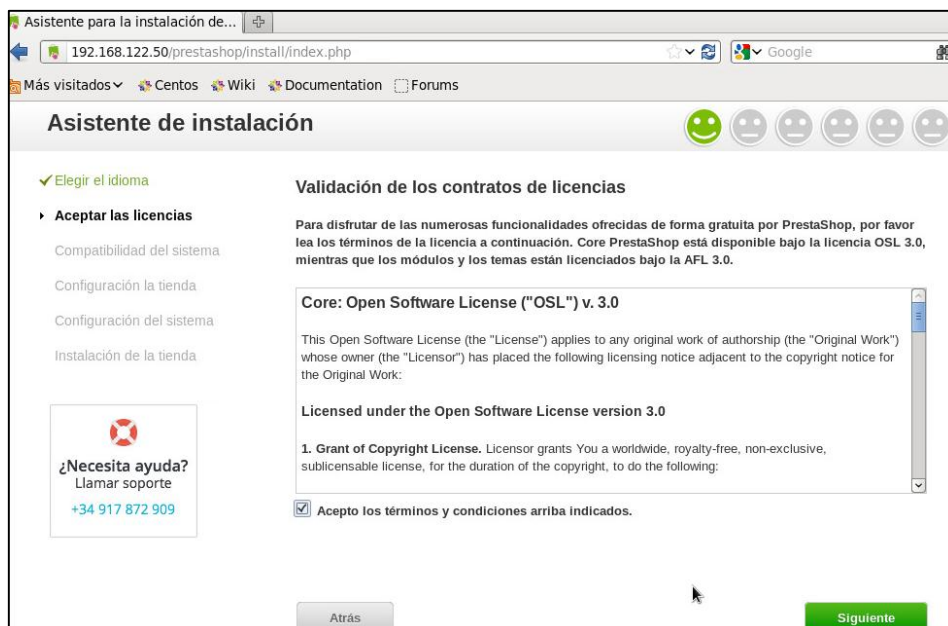 Asistente para la instalación de...
192.168.122.50/prestashop/install/index.php
Google
Más visitados
Centos
Wiki
Documentation
Forums
Asistente de instalación
Elegir el idioma
Aceptar las licencias
Compatibilidad del sistema
Configuración la tienda
Configuración del sistema
Instalación de la tienda
¿Necesita ayuda?
Llamar soporte
+34 917 872 909
Validación de los contratos de licencias
Para disfrutar de las numerosas funcionalidades ofrecidas de forma gratuita por PrestaShop, por favor
lea los términos de la licencia a continuación. Core PrestaShop está disponible bajo la licencia OSL 3.0,
mientras que los módulos y los temas están licenciados bajo la AFL 3.0.
Core: Open Software License ("OSL") v. 3.0
This Open Software License (the "License") applies to any original work of authorship (the "Original Work")
whose owner (the "Licensor") has placed the following licensing notice adjacent to the copyright notice for
the Original Work:
Licensed under the Open Software License version 3.0
1. Grant of Copyright License. Licensor grants You a worldwide, royalty-free, non-exclusive,
sublicensable license, for the duration of the copyright, to do the following:
Acepto los términos y condiciones arriba indicados.
Atrás
Siguiente